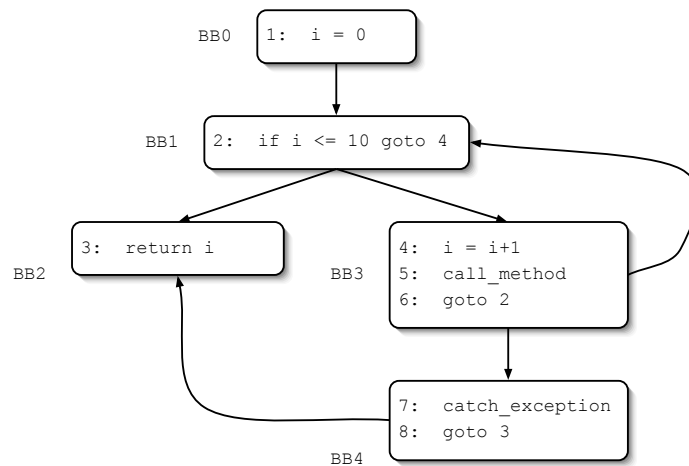 BB0
1: i = 0
BB1
2: if i <= 10 goto 4
BB2
3: return i
BB3
4: i = i+1
5: call_method
6: goto 2
7: catch_exception
8: goto 3
BB4